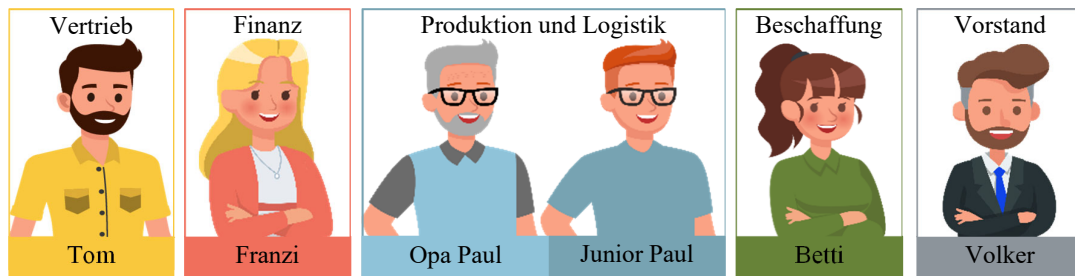 Vertrieb
Finanz
Produktion und Logistik
Beschaffung
Vorstand
Tom
Franzi
Opa Paul
Junior Paul
Betti
Volker